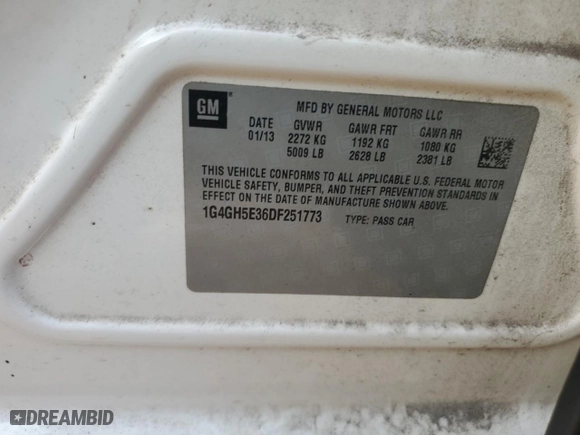 GM
MFD BY GENERAL MOTORS LLC
DATE GVWR GAWR FRT GAWR RR
01/13 2272 KG 1192 KG 1080 KG
5009 LB 2628 LB 2381 LB
THIS VEHICLE CONFORMS TO ALL APPLICABLE U.S. FEDERAL MOTOR
VEHICLE SAFETY, BUMPER, AND THEFT PREVENTION STANDARDS IN
EFFECT ON THE DATE OF MANUFACTURE SHOWN ABOVE.
1G4GH5E36DF251773 TYPE: PASS CAR
DREAMBID